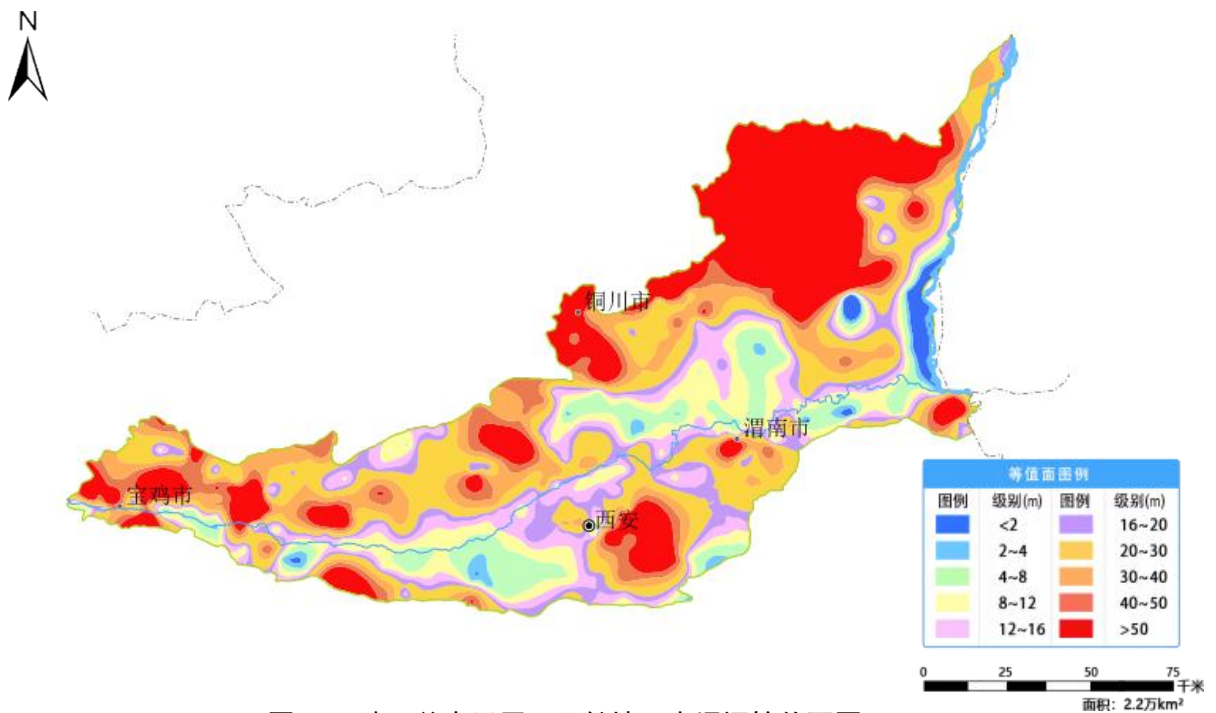 N
铜川市
渭南市
宝鸡市
西安
等值面图例
图例 级别(m) 图例 级别(m)
<2 16~20
2~4 20~30
4~8 30~40
8~12 40~50
12~16 >50
0 25 50 75
千米
面积：2.2万km²